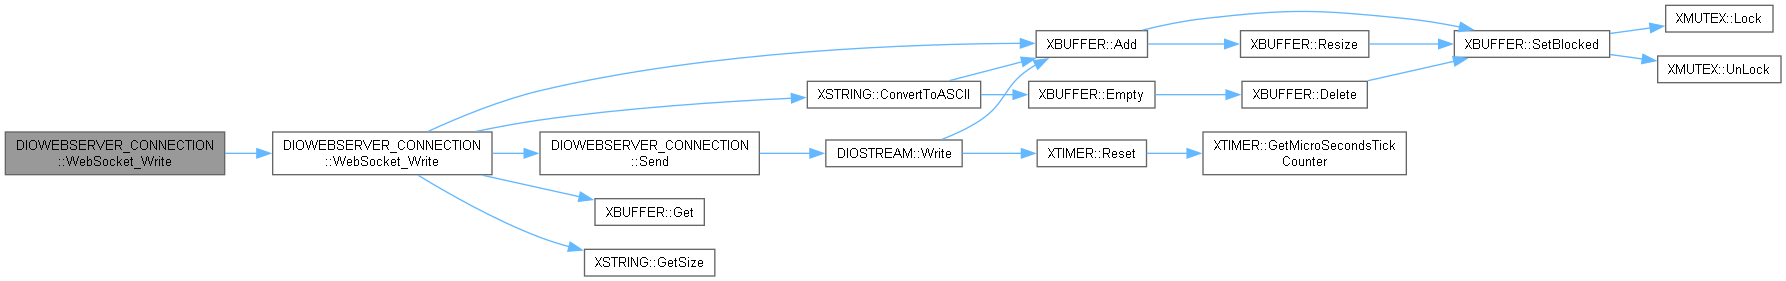 DIOWEBSERVER_CONNECTION
::WebSocket_Write
DIOWEBSERVER_CONNECTION
::WebSocket_Write
XBUFFER::Add
XSTRING::ConvertToASCII
DIOWEBSERVER_CONNECTION
::Send
XBUFFER::Get
XSTRING::GetSize
XBUFFER::Empty
DIOSTREAM::Write
XTIMER::Reset
XBUFFER::Resize
XBUFFER::Delete
XTIMER::GetMicroSecondsTick
Counter
XBUFFER::SetBlocked
XMUTEX::Lock
XMUTEX::UnLock